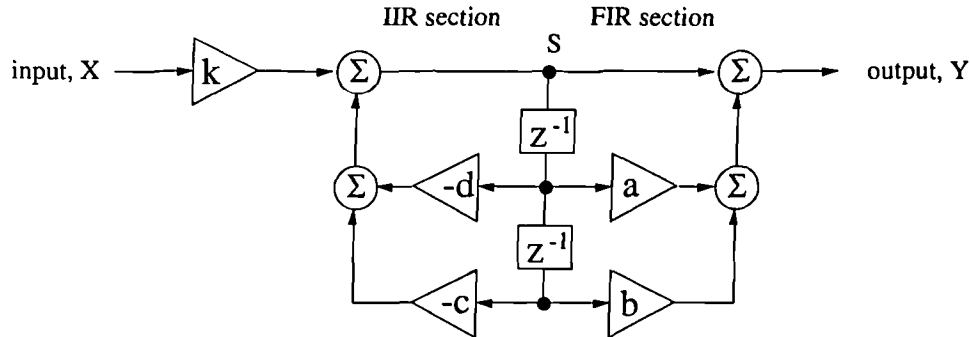 IIR section
FIR section
S
input, X
k
Σ
Σ
output, Y
z⁻¹
Σ
-d
a
Σ
z⁻¹
-c
b